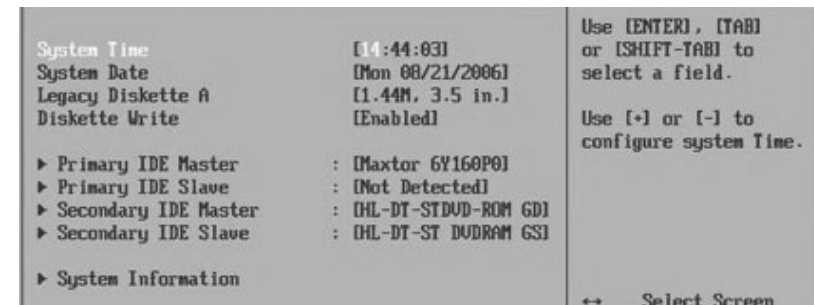 System Time [14:44:03]
System Date [Mon 08/21/2006]
Legacy Diskette A [1.44M, 3.5 in.]
Diskette Write [Enabled]
▶ Primary IDE Master : [Maxtor 6Y160P0]
▶ Primary IDE Slave : [Not Detected]
▶ Secondary IDE Master : [HL-DT-STDVD-ROM GD]
▶ Secondary IDE Slave : [HL-DT-ST DVDRAM GS]
▶ System Information
Use [ENTER], [TAB]
or [SHIFT-TAB] to
select a field.
Use [+] or [-] to
configure system Time.
↔ Select Screen